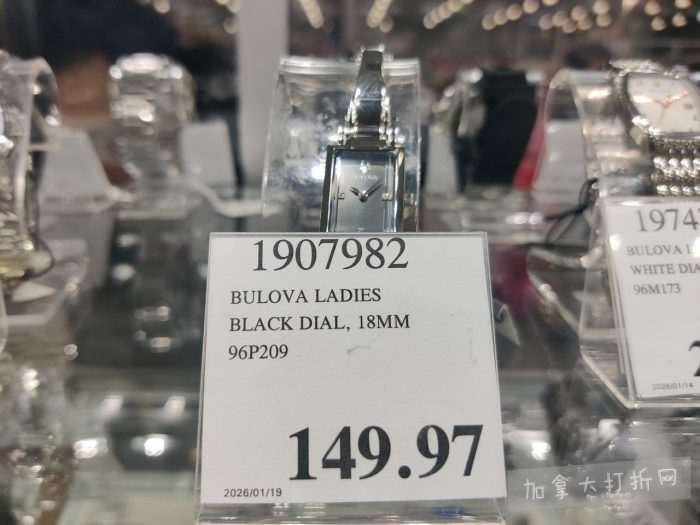 1907982
BULOVA LADIES
BLACK DIAL, 18MM
96P209
149.97
2026/01/19
1974
BULOVA
WHITE DIA
96M173
2026/01/14
加拿大打折网